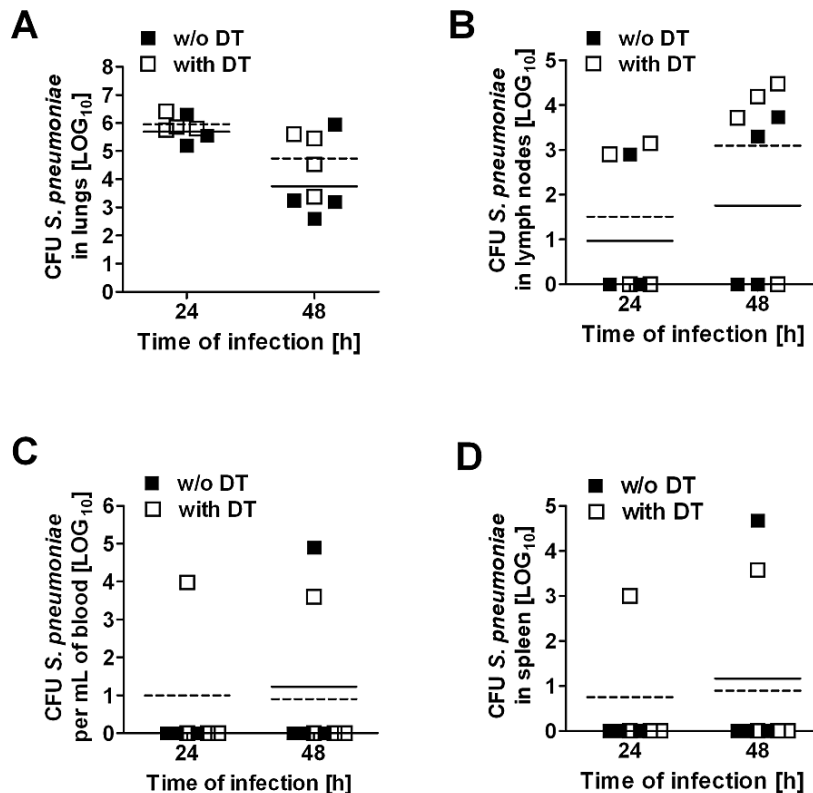 A
w/o DT
with DT
CFU S. pneumoniae
in lungs [LOG10]
8
7
6
5
4
3
2
1
0
24
48
Time of infection [h]
B
w/o DT
with DT
CFU S. pneumoniae
in lymph nodes [LOG10]
5
4
3
2
1
0
24
48
Time of infection [h]
C
w/o DT
with DT
CFU S. pneumoniae
per mL of blood [LOG10]
6
5
4
3
2
1
0
24
48
Time of infection [h]
D
w/o DT
with DT
CFU S. pneumoniae
in spleen [LOG10]
5
4
3
2
1
0
24
48
Time of infection [h]